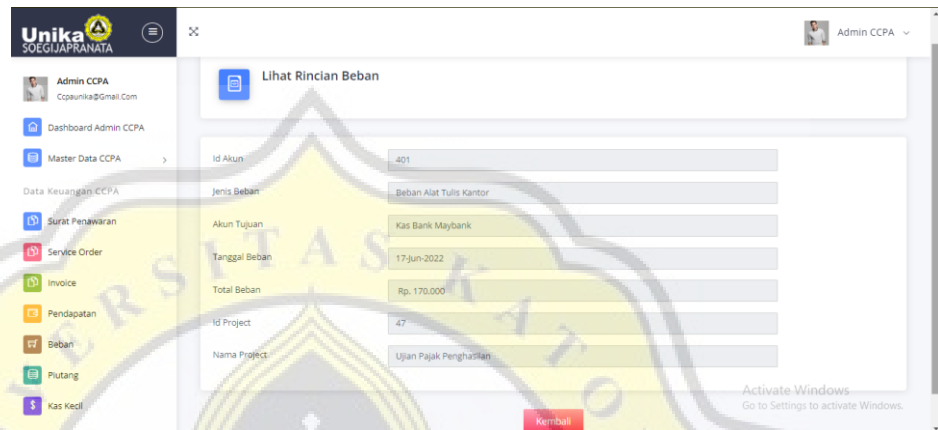 Unika
SOEGIJAPRANATA
Admin CCPA
Admin CCPA
Ccpaunika@Gmail.Com
Dashboard Admin CCPA
Master Data CCPA
Data Keuangan CCPA
Surat Penawaran
Service Order
Invoice
Pendapatan
Beban
Piutang
Kas Kecil
Lihat Rincian Beban
Id Akun 401
Jenis Beban Beban Alat Tulis Kantor
Akun Tujuan Kas Bank Maybank
Tanggal Beban 17-Jun-2022
Total Beban Rp. 170.000
Id Project 47
Nama Project Ujian Pajak Penghasilan
Kembali
Activate Windows
Go to Settings to activate Windows.
ERSITAS KATO